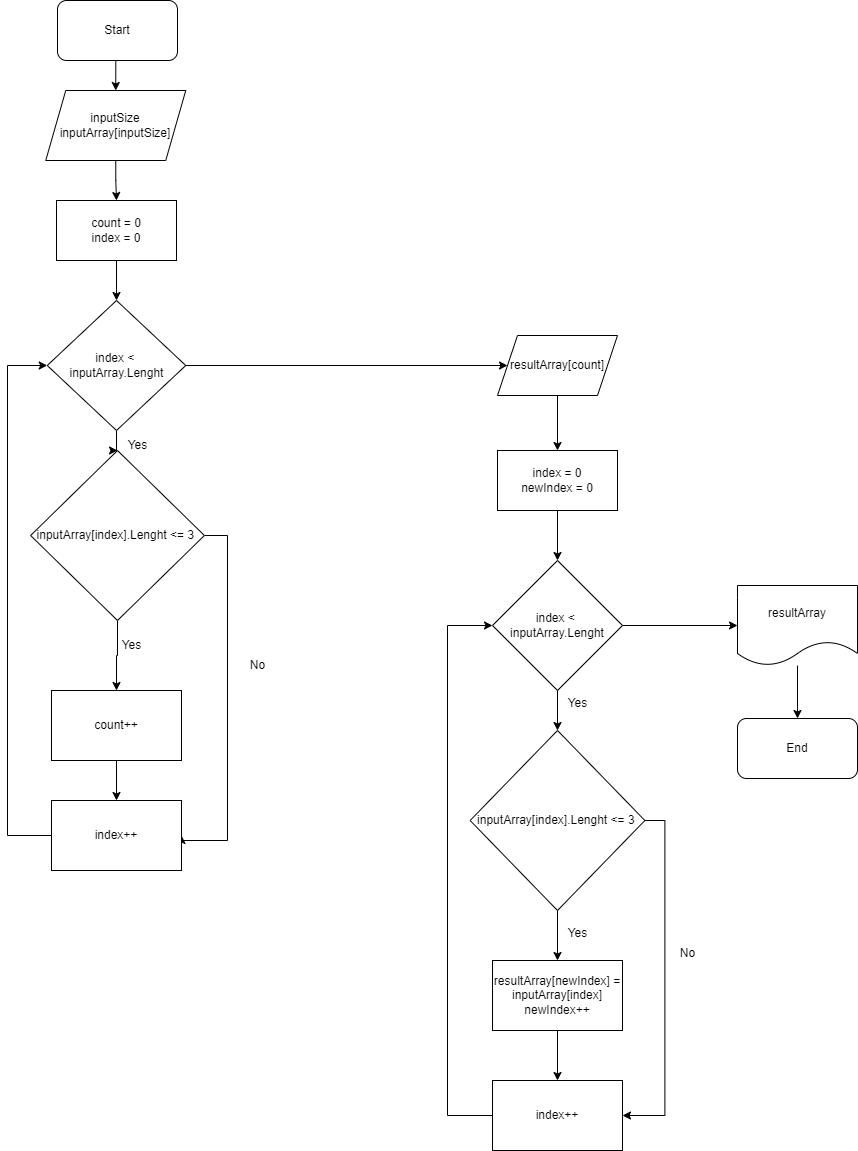 Start
inputSize
inputArray[inputSize]
count = 0
index = 0
index <
inputArray.Lenght
Yes
inputArray[index].Lenght <= 3
Yes
No
count++
index++
resultArray[count]
index = 0
newIndex = 0
index <
inputArray.Lenght
Yes
inputArray[index].Lenght <= 3
Yes
No
resultArray[newIndex] =
inputArray[index]
newIndex++
index++
resultArray
End